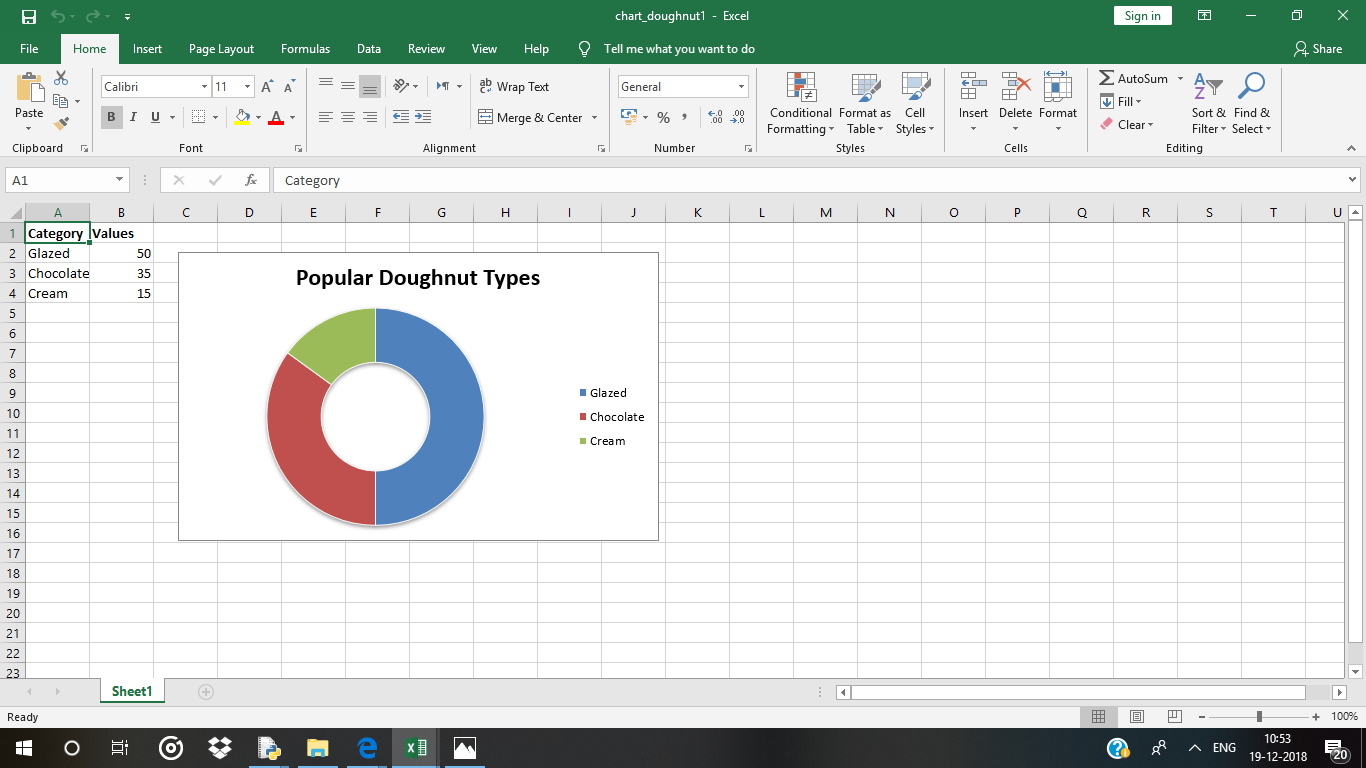 chart_doughnut1 - Excel
Sign in
File Home Insert Page Layout Formulas Data Review View Help Tell me what you want to do Share
Paste
Clipboard
Calibri 11
B I U A
Font
ab Wrap Text
Merge & Center
Alignment
General
% , .0 .00 .00 .0
Number
Conditional Formatting
Format as Table
Cell Styles
Styles
Insert Delete Format
Cells
AutoSum
Fill
Clear
Sort & Filter
Find & Select
Editing
A1 fx Category
A B C D E F G H I J K L M N O P Q R S T U
1 Category Values
2 Glazed 50
3 Chocolate 35
4 Cream 15
5
6
7
8
9
10
11
12
13
14
15
16
17
18
19
20
21
22
23
Popular Doughnut Types
Glazed
Chocolate
Cream
Sheet1
Ready 100%
ENG 10:53
19-12-2018 20